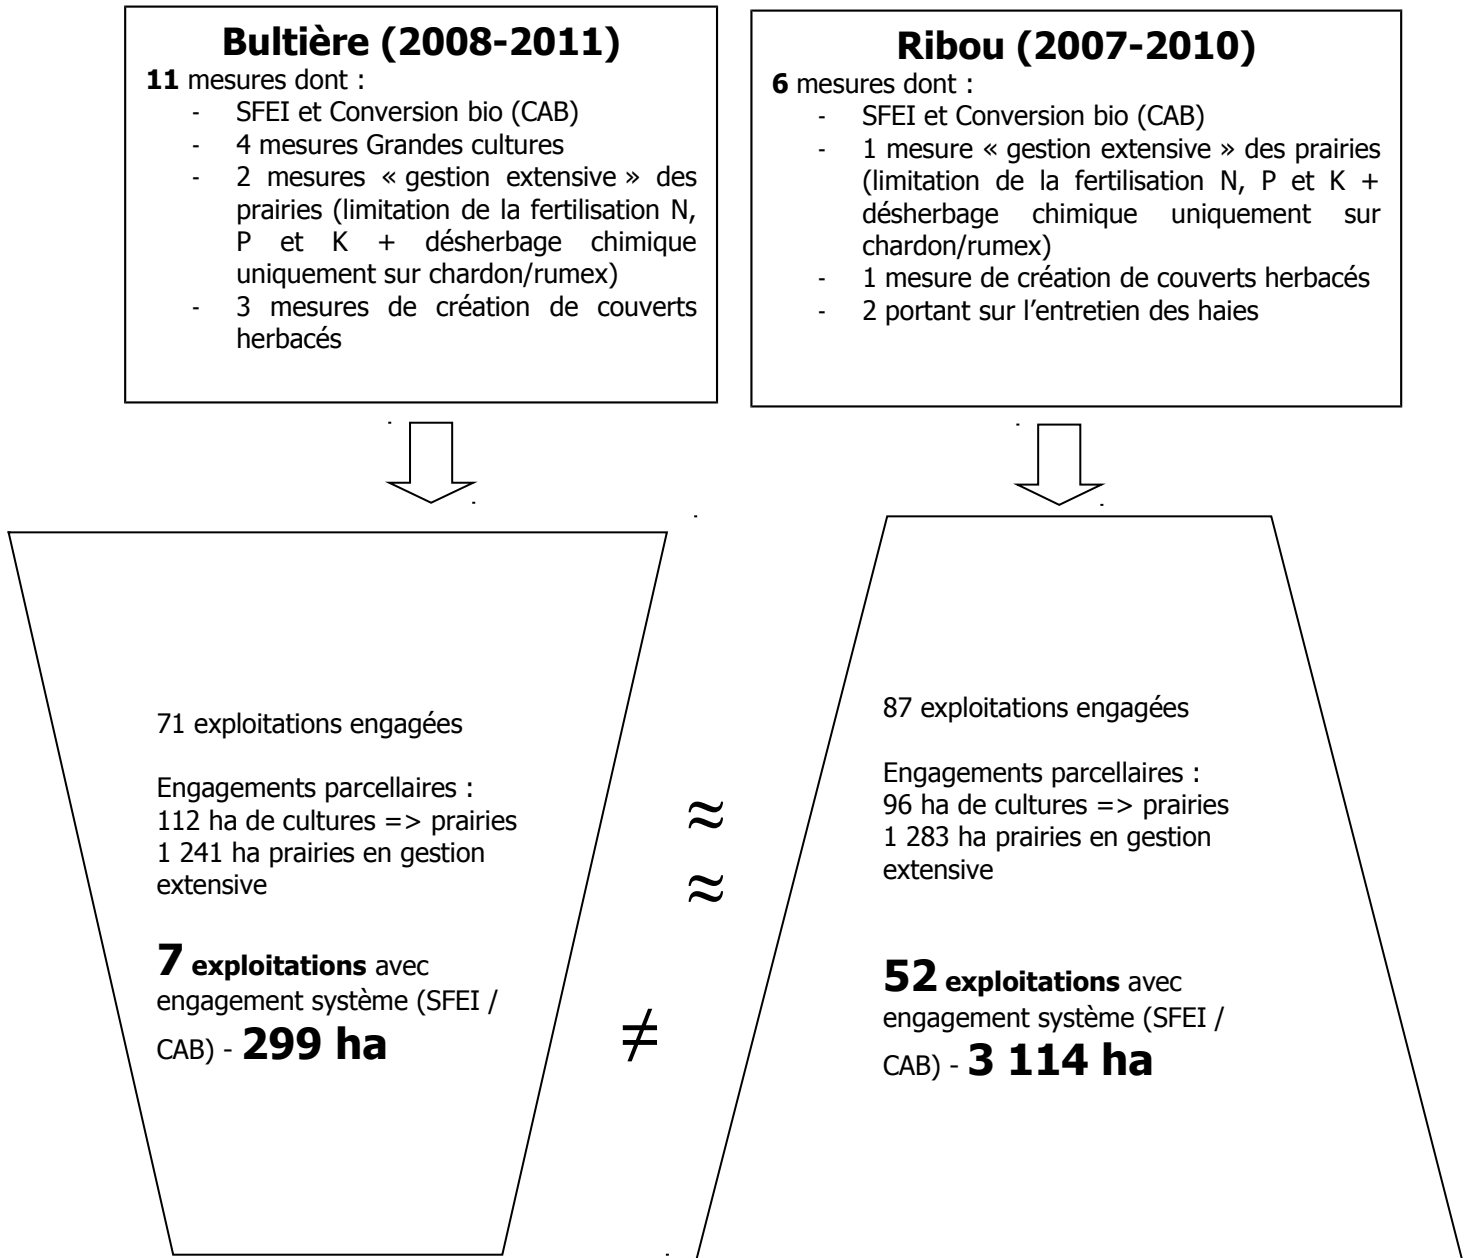 Bultière (2008-2011)
11 mesures dont :
- SFEI et Conversion bio (CAB)
- 4 mesures Grandes cultures
- 2 mesures « gestion extensive » des
prairies (limitation de la fertilisation N,
P et K + désherbage chimique
uniquement sur chardon/rumex)
- 3 mesures de création de couverts
herbacés
Ribou (2007-2010)
6 mesures dont :
- SFEI et Conversion bio (CAB)
- 1 mesure « gestion extensive » des prairies
(limitation de la fertilisation N, P et K +
désherbage chimique uniquement sur
chardon/rumex)
- 1 mesure de création de couverts herbacés
- 2 portant sur l’entretien des haies
71 exploitations engagées
Engagements parcellaires :
112 ha de cultures => prairies
1 241 ha prairies en gestion
extensive
7 exploitations avec
engagement système (SFEI /
CAB) - 299 ha
≈
≈
≠
87 exploitations engagées
Engagements parcellaires :
96 ha de cultures => prairies
1 283 ha prairies en gestion
extensive
52 exploitations avec
engagement système (SFEI /
CAB) - 3 114 ha